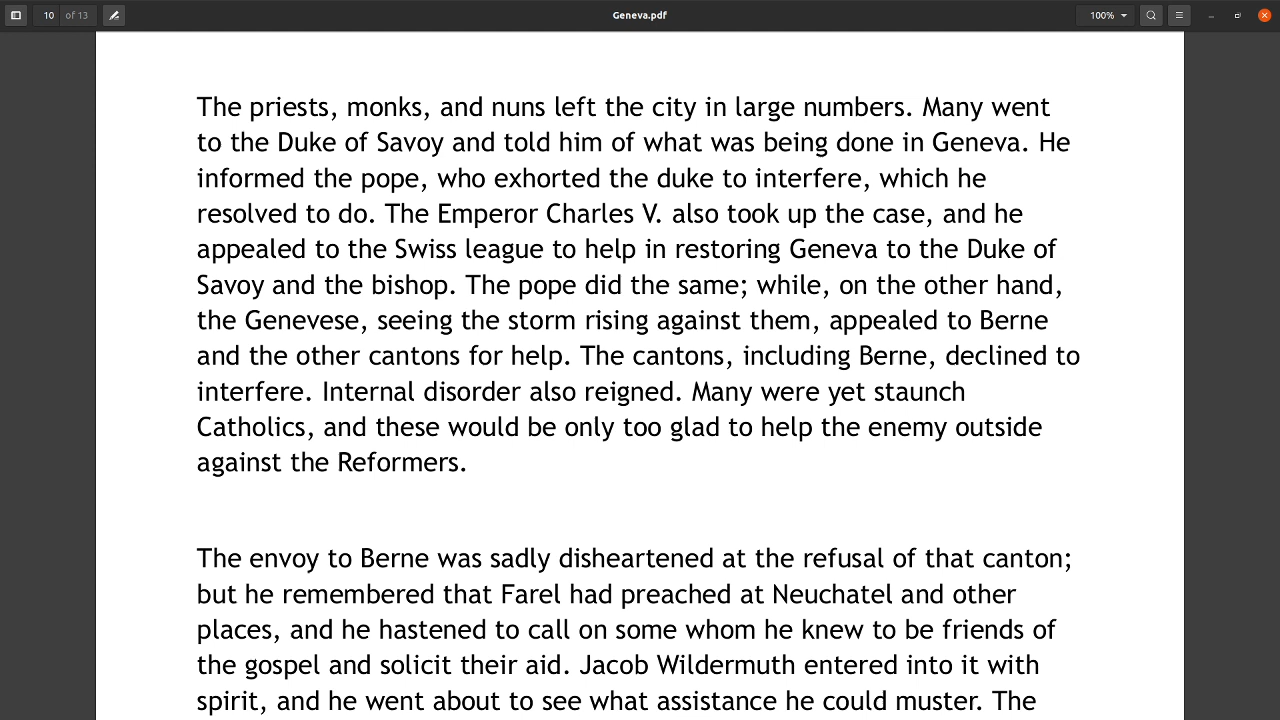 10 of 13
Geneva.pdf
100%
The priests, monks, and nuns left the city in large numbers. Many went
to the Duke of Savoy and told him of what was being done in Geneva. He
informed the pope, who exhorted the duke to interfere, which he
resolved to do. The Emperor Charles V. also took up the case, and he
appealed to the Swiss league to help in restoring Geneva to the Duke of
Savoy and the bishop. The pope did the same; while, on the other hand,
the Genevese, seeing the storm rising against them, appealed to Berne
and the other cantons for help. The cantons, including Berne, declined to
interfere. Internal disorder also reigned. Many were yet staunch
Catholics, and these would be only too glad to help the enemy outside
against the Reformers.
The envoy to Berne was sadly disheartened at the refusal of that canton;
but he remembered that Farel had preached at Neuchatel and other
places, and he hastened to call on some whom he knew to be friends of
the gospel and solicit their aid. Jacob Wildermuth entered into it with
spirit, and he went about to see what assistance he could muster. The